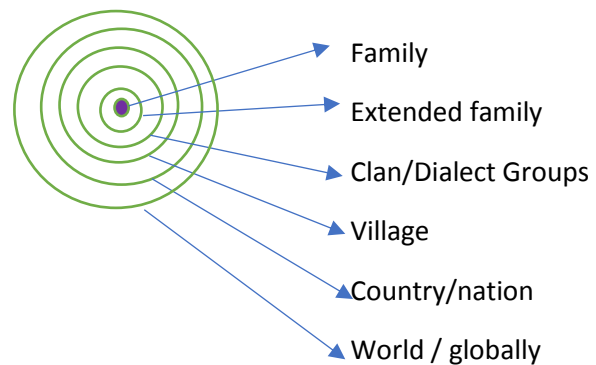 Family
Extended family
Clan/Dialect Groups
Village
Country/nation
World / globally